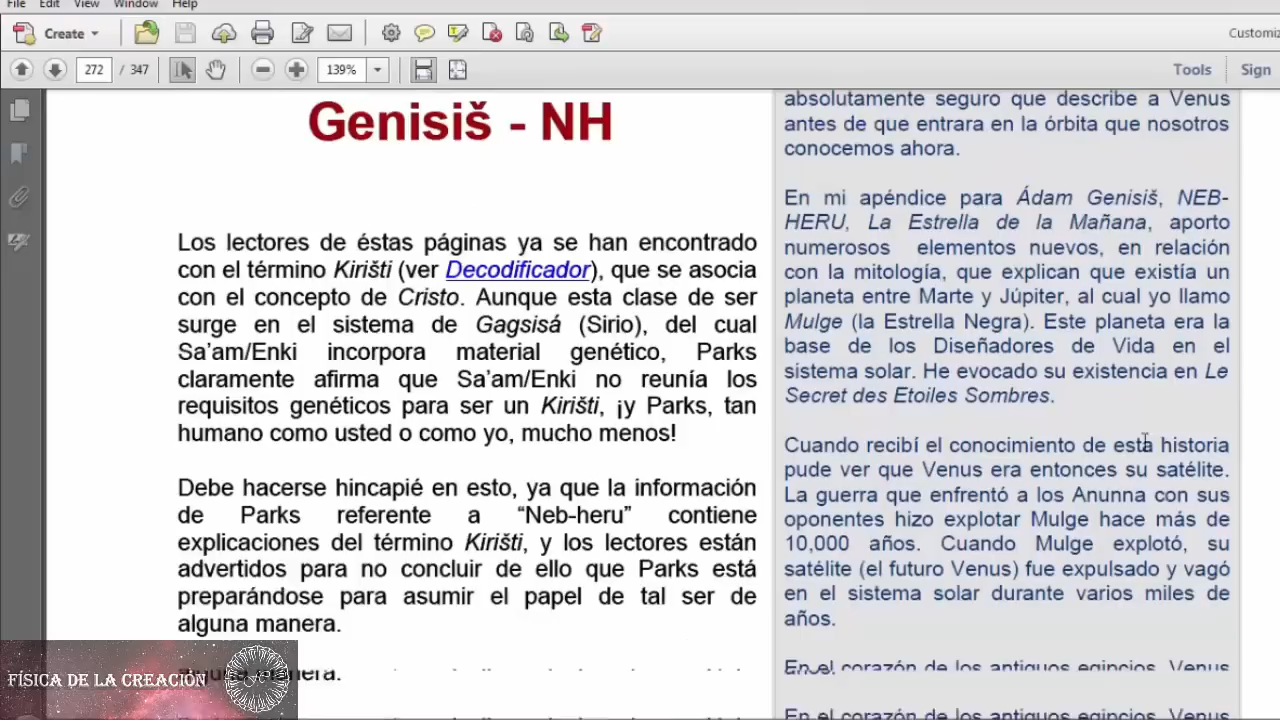 File Edit View Window Help
Create
Customiz
272 / 347
139%
Tools Sign
Genisiš - NH
Los lectores de éstas páginas ya se han encontrado
con el término Kirišti (ver Decodificador), que se asocia
con el concepto de Cristo. Aunque esta clase de ser
surge en el sistema de Gagsisá (Sirio), del cual
Sa’am/Enki incorpora material genético, Parks
claramente afirma que Sa’am/Enki no reunía los
requisitos genéticos para ser un Kirišti, ¡y Parks, tan
humano como usted o como yo, mucho menos!
Debe hacerse hincapié en esto, ya que la información
de Parks referente a “Neb-heru” contiene
explicaciones del término Kirišti, y los lectores están
advertidos para no concluir de ello que Parks está
preparándose para asumir el papel de tal ser de
alguna manera.
alguna manera.
absolutamente seguro que describe a Venus
antes de que entrara en la órbita que nosotros
conocemos ahora.
En mi apéndice para Ádam Genisiš, NEB-
HERU, La Estrella de la Mañana, aporto
numerosos elementos nuevos, en relación
con la mitología, que explican que existía un
planeta entre Marte y Júpiter, al cual yo llamo
Mulge (la Estrella Negra). Este planeta era la
base de los Diseñadores de Vida en el
sistema solar. He evocado su existencia en Le
Secret des Etoiles Sombres.
Cuando recibí el conocimiento de esta historia
pude ver que Venus era entonces su satélite.
La guerra que enfrentó a los Anunna con sus
oponentes hizo explotar Mulge hace más de
10,000 años. Cuando Mulge explotó, su
satélite (el futuro Venus) fue expulsado y vagó
en el sistema solar durante varios miles de
años.
En el corazón de los antiguos egipcios, Venus
En el corazón de los antiguos egipcios, Venus
FÍSICA DE LA CREACIÓN